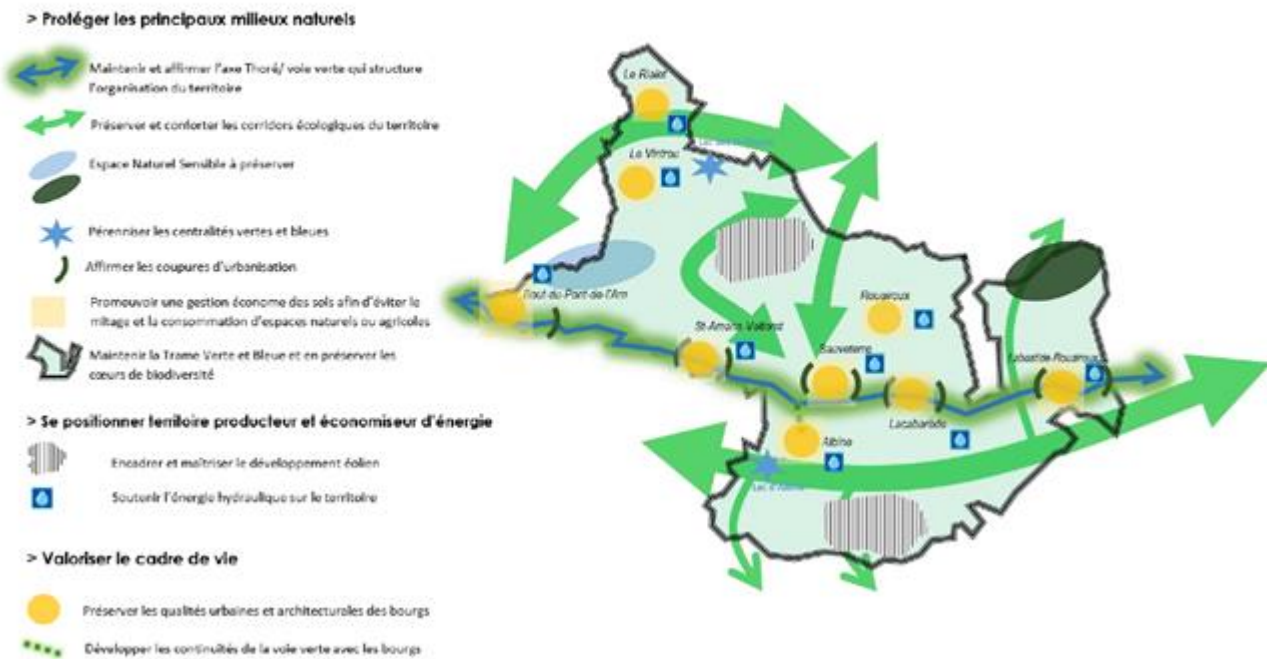 > Protéger les principaux milieux naturels
Maintenir et affirmer l'axe Thoré/ voie verte qui structure
l'organisation du territoire
Préserver et conforter les corridors écologiques du territoire
Espace Naturel Sensible à préserver
Pérenniser les centralités vertes et bleues
Affirmer les coupures d'urbanisation
Promouvoir une gestion économe des sols afin d'éviter le
mitage et la consommation d'espaces naturels ou agricoles
Maintenir la Trame Verte et Bleue et en préserver les
cœurs de biodiversité
> Se positionner territoire producteur et économiseur d'énergie
Encadrer et maîtriser le développement éolien
Soutenir l'énergie hydraulique sur le territoire
> Valoriser le cadre de vie
Préserver les qualités urbaines et architecturales des bourgs
Développer les continuités de la voie verte avec les bourgs
Le Rialet
Le Vintrou
Bout-du-Pont-de-l'Arn
St-Amans-Valtoret
Rouairoux
Sauveterre
Labastide-Rouairoux
Lacabarède
Albine